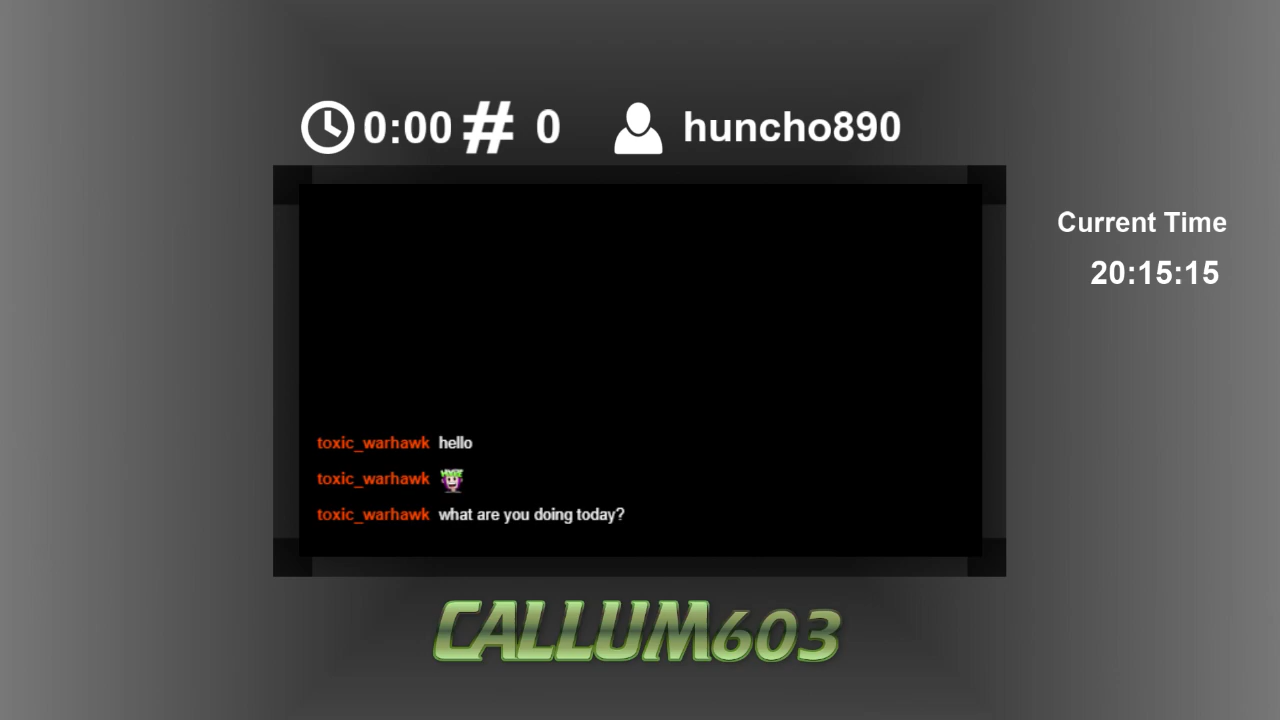 0:00 # 0 huncho890
Current Time
20:15:15
toxic_warhawk hello
toxic_warhawk
toxic_warhawk what are you doing today?
CALLUM603